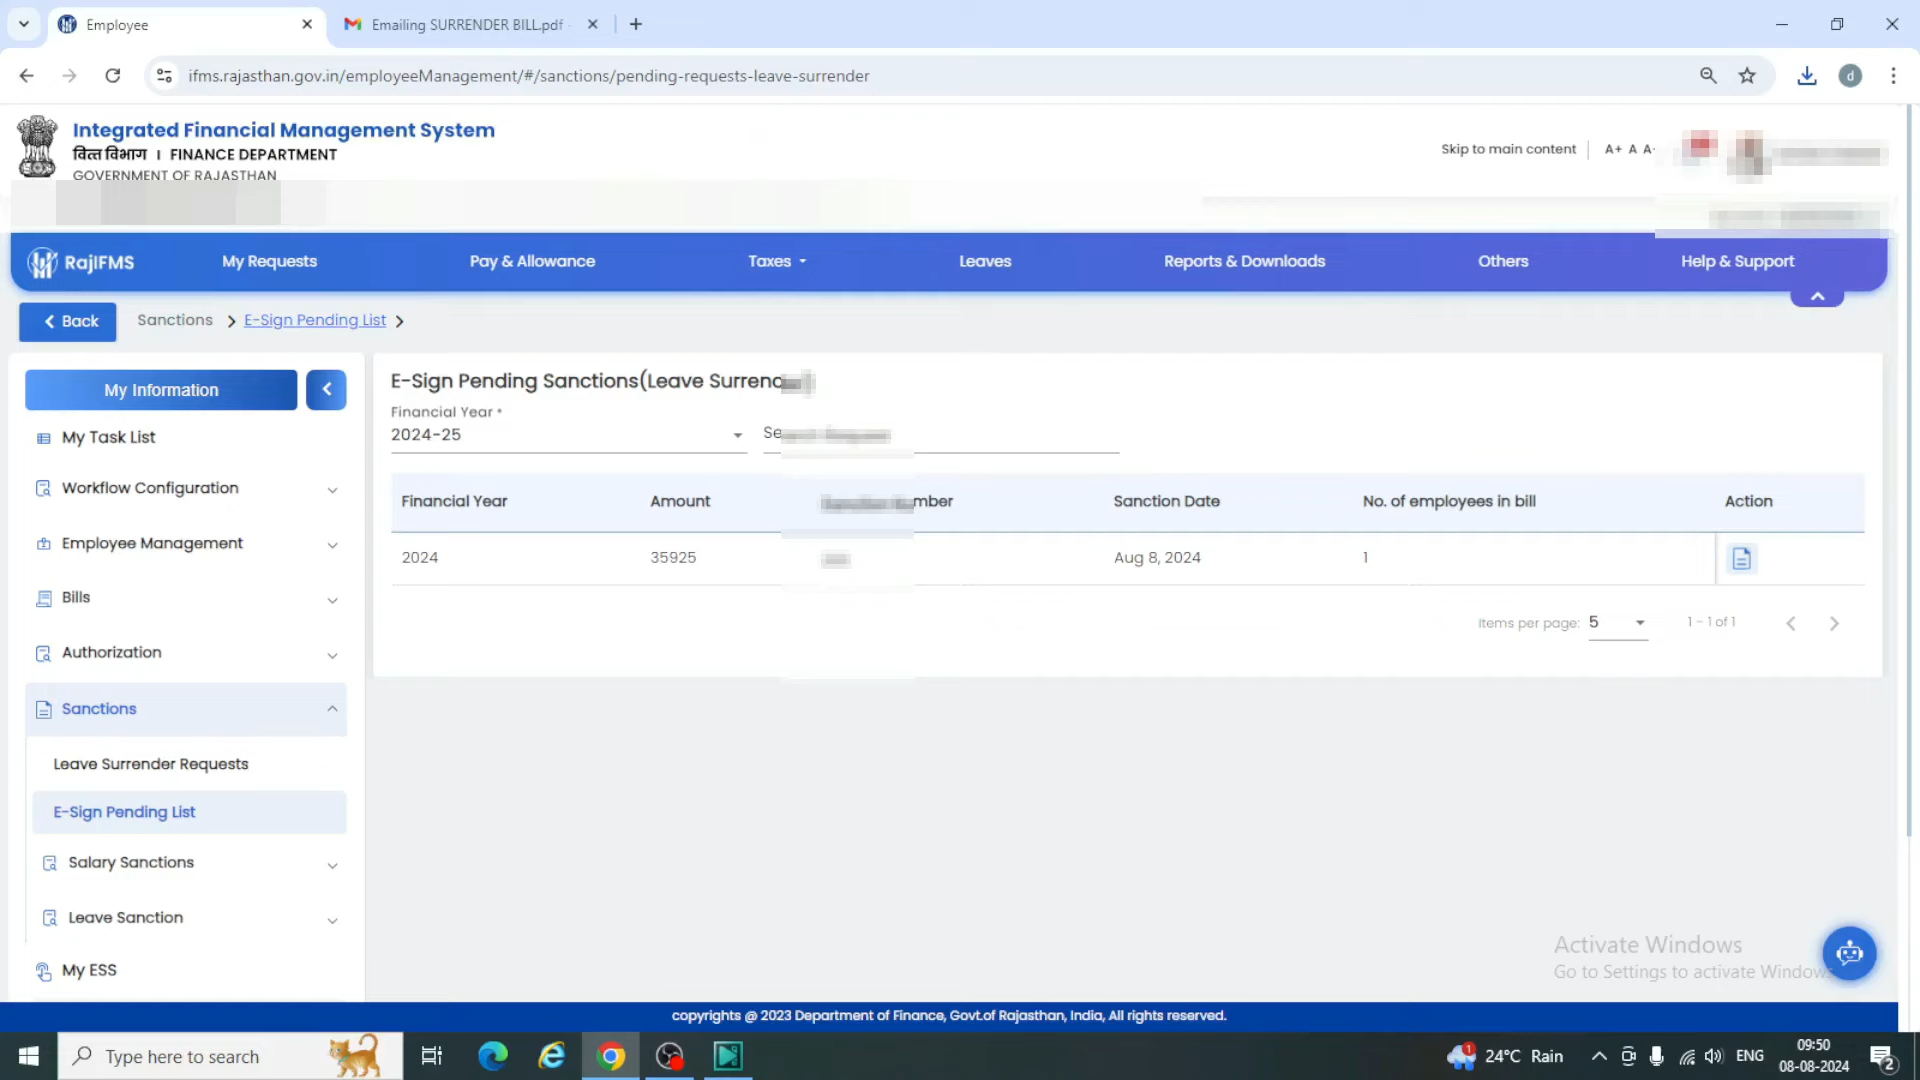 Employee
Emailing SURRENDER BILL.pdf
ifms.rajasthan.gov.in/employeeManagement/#/sanctions/pending-requests-leave-surrender
d
Integrated Financial Management System
वित्त विभाग I FINANCE DEPARTMENT
GOVERNMENT OF RAJASTHAN
Skip to main content
A+ A A-
RajIFMS
My Requests
Pay & Allowance
Taxes
Leaves
Reports & Downloads
Others
Help & Support
Back
Sanctions
E-Sign Pending List
My Information
My Task List
Workflow Configuration
Employee Management
Bills
Authorization
Sanctions
Leave Surrender Requests
E-Sign Pending List
Salary Sanctions
Leave Sanction
My ESS
E-Sign Pending Sanctions(Leave
Financial Year *
2024-25
Financial Year Amount Sanction Date No. of employees in bill Action
2024 35925 Aug 8, 2024 1
Items per page: 5 1 – 1 of 1
Activate Windows
Go to Settings to activate Windows
copyrights @ 2023 Department of Finance, Govt.of Rajasthan, India, All rights reserved.
Type here to search
1
24°C Rain
ENG
09:50
08-08-2024
2